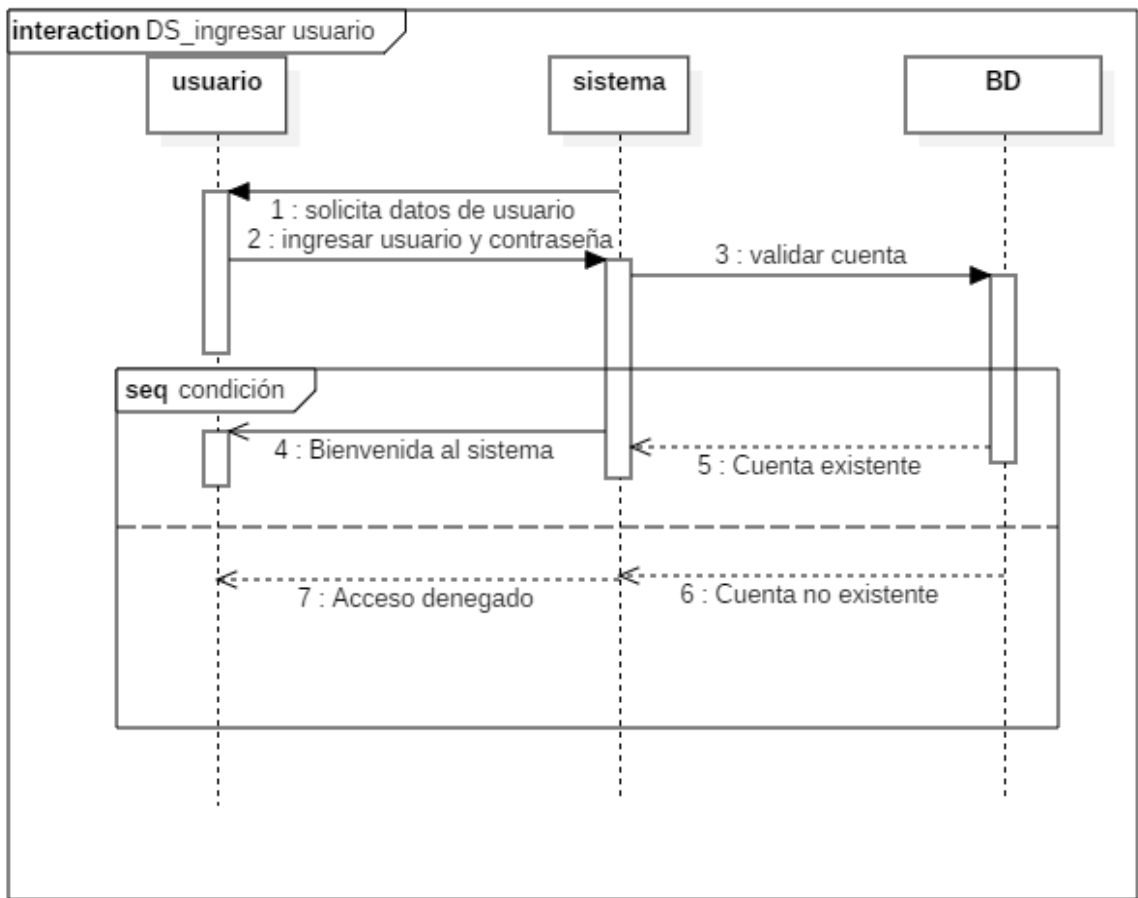 interaction DS_ingresar usuario
usuario
sistema
BD
1 : solicita datos de usuario
2 : ingresar usuario y contraseña
3 : validar cuenta
seq condición
4 : Bienvenida al sistema
5 : Cuenta existente
7 : Acceso denegado
6 : Cuenta no existente